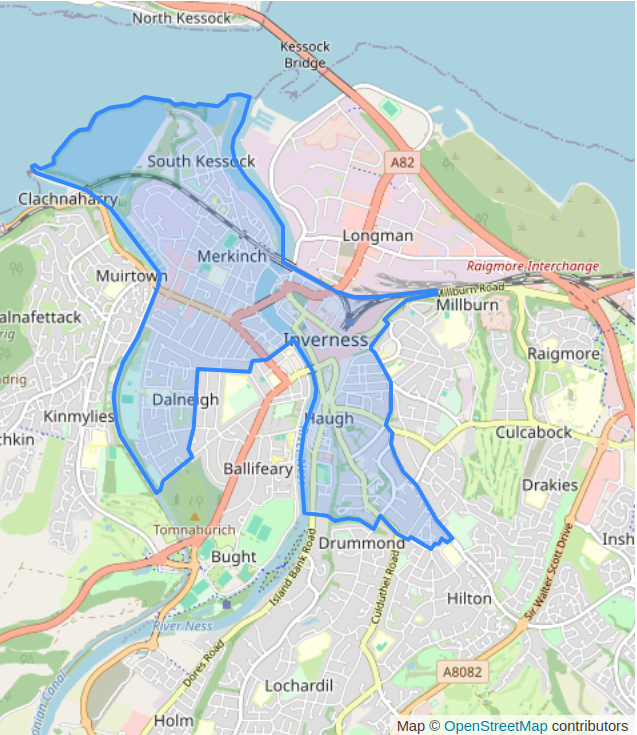 North Kessock
Kessock
Bridge
South Kessock
A82
Clachnaharry
Longman
Merkinch
Raigmore Interchange
Muirtown
Millburn Road
Millburn
alnafettack
Inverness
Raigmore
drig
Dalneigh
Kinmylies
Haugh
Culcabock
chkin
Ballifeary
Drakies
Tomnahurich
Drummond
Insh
Bught
Island Bank Road
Culduthel Road
Sir Walter Scott Drive
Hilton
River Ness
Dores Road
onian Canal
A8082
Lochardil
Holm
Map © OpenStreetMap contributors